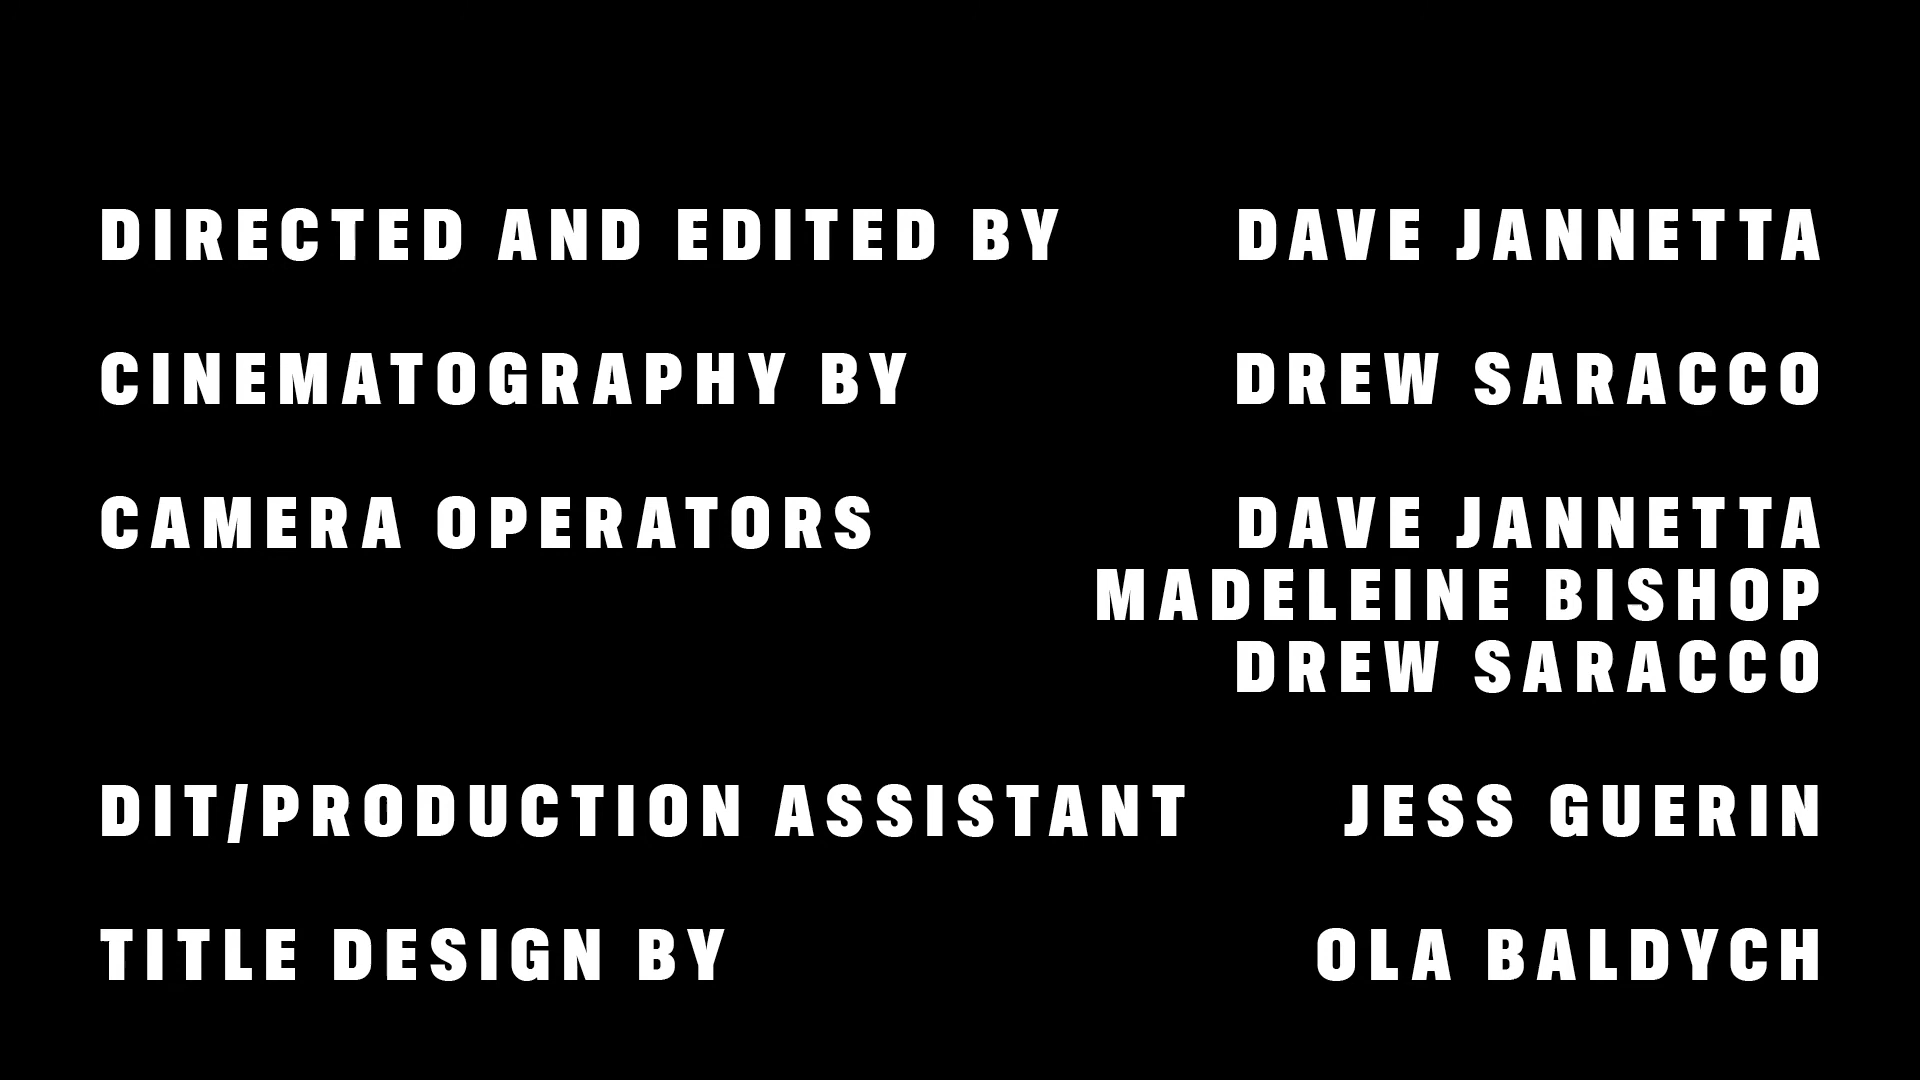 DIRECTED AND EDITED BY DAVE JANNETTA
CINEMATOGRAPHY BY DREW SARACCO
CAMERA OPERATORS DAVE JANNETTA
MADELEINE BISHOP
DREW SARACCO
DIT/PRODUCTION ASSISTANT JESS GUERIN
TITLE DESIGN BY OLA BALDYCH